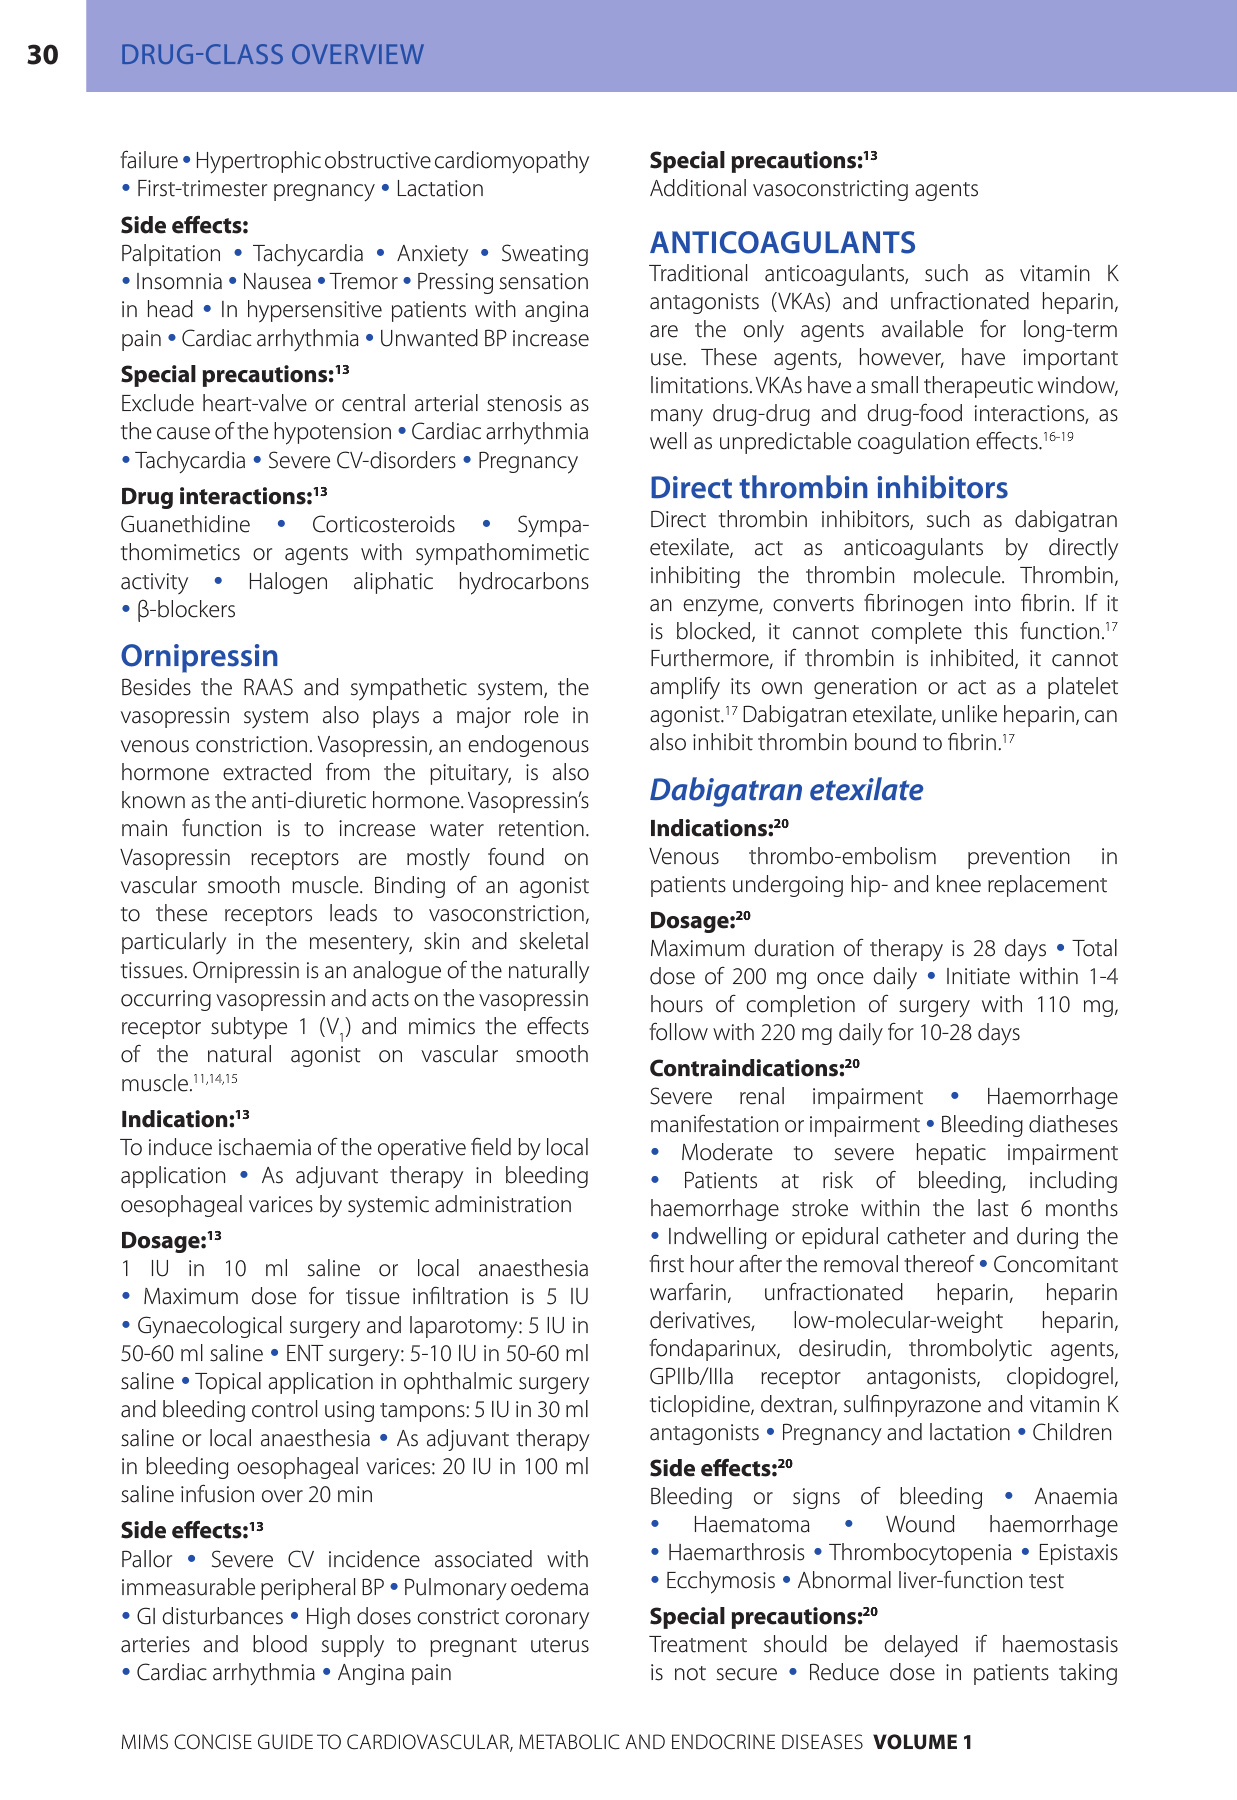 30
DRUG-CLASS OVERVIEW
failure • Hypertrophic obstructive cardiomyopathy
• First-trimester pregnancy • Lactation
Side effects:
Palpitation • Tachycardia • Anxiety • Sweating
• Insomnia • Nausea • Tremor • Pressing sensation
in head • In hypersensitive patients with angina
pain • Cardiac arrhythmia • Unwanted BP increase
Special precautions:13
Exclude heart-valve or central arterial stenosis as
the cause of the hypotension • Cardiac arrhythmia
• Tachycardia • Severe CV-disorders • Pregnancy
Drug interactions:13
Guanethidine • Corticosteroids • Sympa-
thomimetics or agents with sympathomimetic
activity • Halogen aliphatic hydrocarbons
• β-blockers
Ornipressin
Besides the RAAS and sympathetic system, the
vasopressin system also plays a major role in
venous constriction. Vasopressin, an endogenous
hormone extracted from the pituitary, is also
known as the anti-diuretic hormone. Vasopressin’s
main function is to increase water retention.
Vasopressin receptors are mostly found on
vascular smooth muscle. Binding of an agonist
to these receptors leads to vasoconstriction,
particularly in the mesentery, skin and skeletal
tissues. Ornipressin is an analogue of the naturally
occurring vasopressin and acts on the vasopressin
receptor subtype 1 (V1) and mimics the effects
of the natural agonist on vascular smooth
muscle.11,14,15
Indication:13
To induce ischaemia of the operative field by local
application • As adjuvant therapy in bleeding
oesophageal varices by systemic administration
Dosage:13
1 IU in 10 ml saline or local anaesthesia
• Maximum dose for tissue infiltration is 5 IU
• Gynaecological surgery and laparotomy: 5 IU in
50-60 ml saline • ENT surgery: 5-10 IU in 50-60 ml
saline • Topical application in ophthalmic surgery
and bleeding control using tampons: 5 IU in 30 ml
saline or local anaesthesia • As adjuvant therapy
in bleeding oesophageal varices: 20 IU in 100 ml
saline infusion over 20 min
Side effects:13
Pallor • Severe CV incidence associated with
immeasurable peripheral BP • Pulmonary oedema
• GI disturbances • High doses constrict coronary
arteries and blood supply to pregnant uterus
• Cardiac arrhythmia • Angina pain
Special precautions:13
Additional vasoconstricting agents
ANTICOAGULANTS
Traditional anticoagulants, such as vitamin K
antagonists (VKAs) and unfractionated heparin,
are the only agents available for long-term
use. These agents, however, have important
limitations. VKAs have a small therapeutic window,
many drug-drug and drug-food interactions, as
well as unpredictable coagulation effects.16-19
Direct thrombin inhibitors
Direct thrombin inhibitors, such as dabigatran
etexilate, act as anticoagulants by directly
inhibiting the thrombin molecule. Thrombin,
an enzyme, converts fibrinogen into fibrin. If it
is blocked, it cannot complete this function.17
Furthermore, if thrombin is inhibited, it cannot
amplify its own generation or act as a platelet
agonist.17 Dabigatran etexilate, unlike heparin, can
also inhibit thrombin bound to fibrin.17
Dabigatran etexilate
Indications:20
Venous thrombo-embolism prevention in
patients undergoing hip- and knee replacement
Dosage:20
Maximum duration of therapy is 28 days • Total
dose of 200 mg once daily • Initiate within 1-4
hours of completion of surgery with 110 mg,
follow with 220 mg daily for 10-28 days
Contraindications:20
Severe renal impairment • Haemorrhage
manifestation or impairment • Bleeding diatheses
• Moderate to severe hepatic impairment
• Patients at risk of bleeding, including
haemorrhage stroke within the last 6 months
• Indwelling or epidural catheter and during the
first hour after the removal thereof • Concomitant
warfarin, unfractionated heparin, heparin
derivatives, low-molecular-weight heparin,
fondaparinux, desirudin, thrombolytic agents,
GPIIb/IIIa receptor antagonists, clopidogrel,
ticlopidine, dextran, sulfinpyrazone and vitamin K
antagonists • Pregnancy and lactation • Children
Side effects:20
Bleeding or signs of bleeding • Anaemia
• Haematoma • Wound haemorrhage
• Haemarthrosis • Thrombocytopenia • Epistaxis
• Ecchymosis • Abnormal liver-function test
Special precautions:20
Treatment should be delayed if haemostasis
is not secure • Reduce dose in patients taking
MIMS CONCISE GUIDE TO CARDIOVASCULAR, METABOLIC AND ENDOCRINE DISEASES VOLUME 1